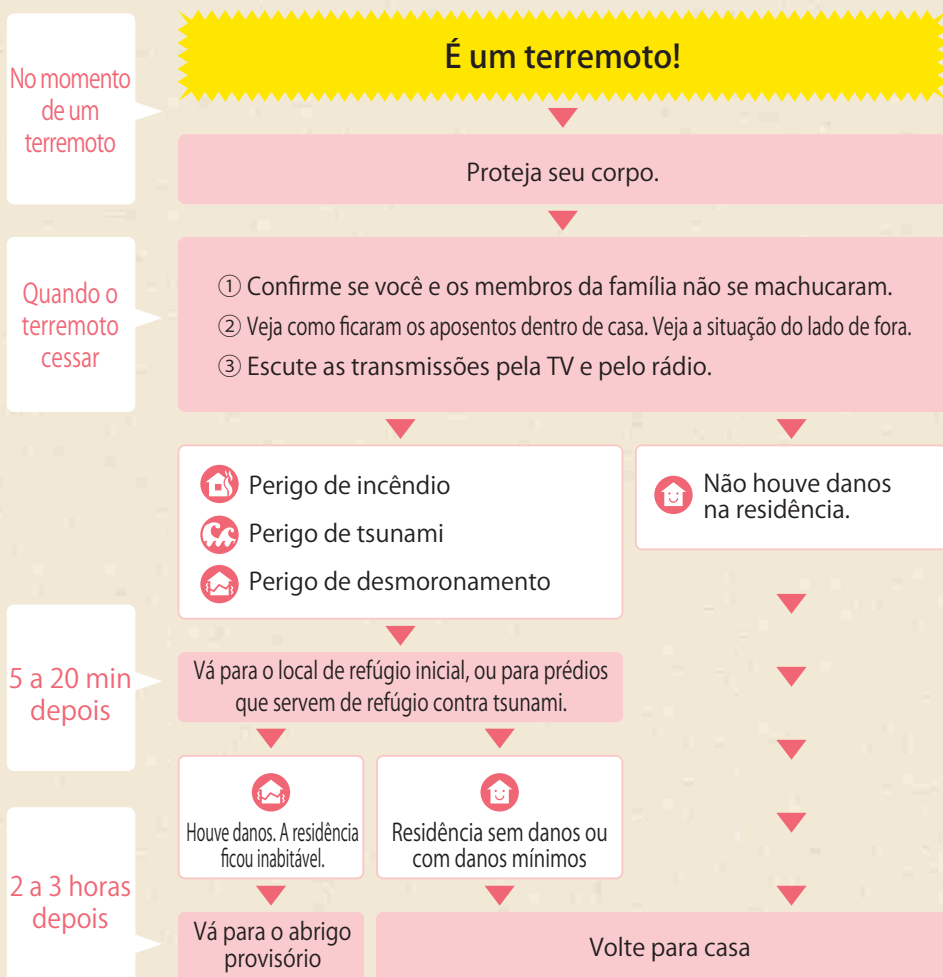 No momento
de um
terremoto
É um terremoto!
Proteja seu corpo.
Quando o
terremoto
cessar
① Confirme se você e os membros da família não se machucaram.
② Veja como ficaram os aposentos dentro de casa. Veja a situação do lado de fora.
③ Escute as transmissões pela TV e pelo rádio.
Perigo de incêndio
Perigo de tsunami
Perigo de desmoronamento
Não houve danos
na residência.
5 a 20 min
depois
Vá para o local de refúgio inicial, ou para prédios
que servem de refúgio contra tsunami.
Houve danos. A residência
ficou inabitável.
Residência sem danos ou
com danos mínimos
2 a 3 horas
depois
Vá para o abrigo
provisório
Volte para casa